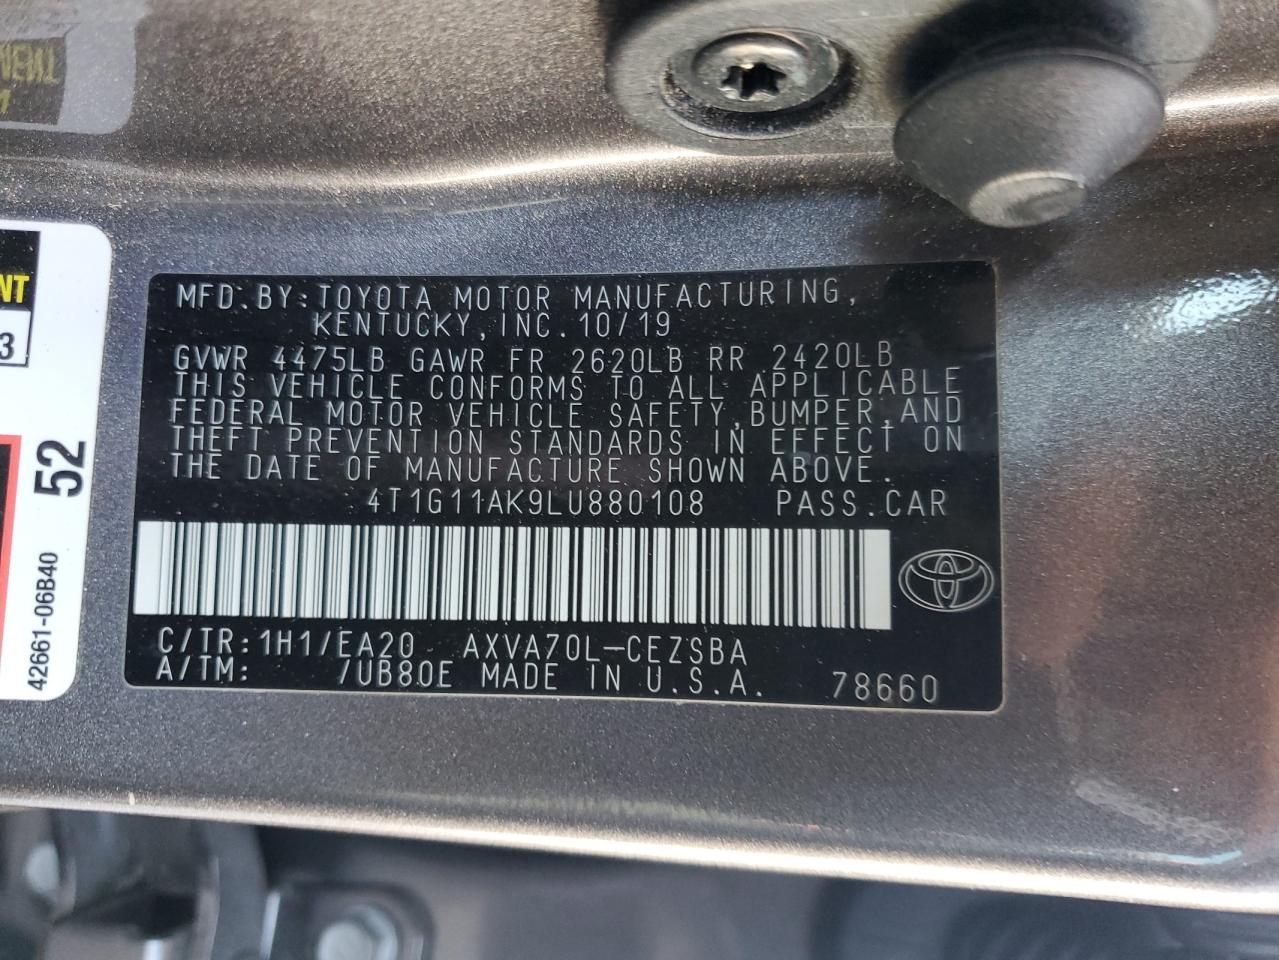 MFD.BY:TOYOTA MOTOR MANUFACTURING,
KENTUCKY,INC.10/19
GVWR 4475LB GAWR FR 2620LB RR 2420LB
THIS VEHICLE CONFORMS TO ALL APPLICABLE
FEDERAL MOTOR VEHICLE SAFETY,BUMPER,AND
THEFT PREVENTION STANDARDS IN EFFECT ON
THE DATE OF MANUFACTURE SHOWN ABOVE.
4T1G11AK9LU880108 PASS.CAR
C/TR:1H1/EA20 AXVA70L-CEZSBA
A/TM: /UB80E MADE IN U.S.A. 78660
NT
3
52
42661-06B40